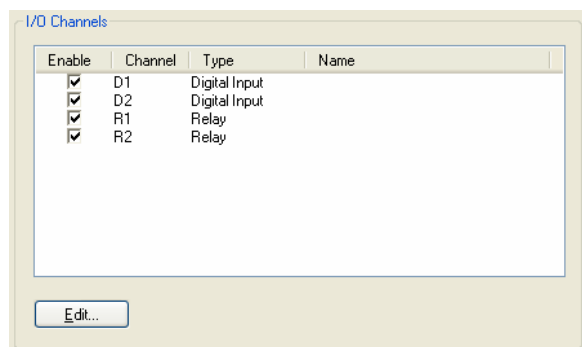 I/O Channels
Enable Channel Type Name
D1 Digital Input
D2 Digital Input
R1 Relay
R2 Relay
Edit...